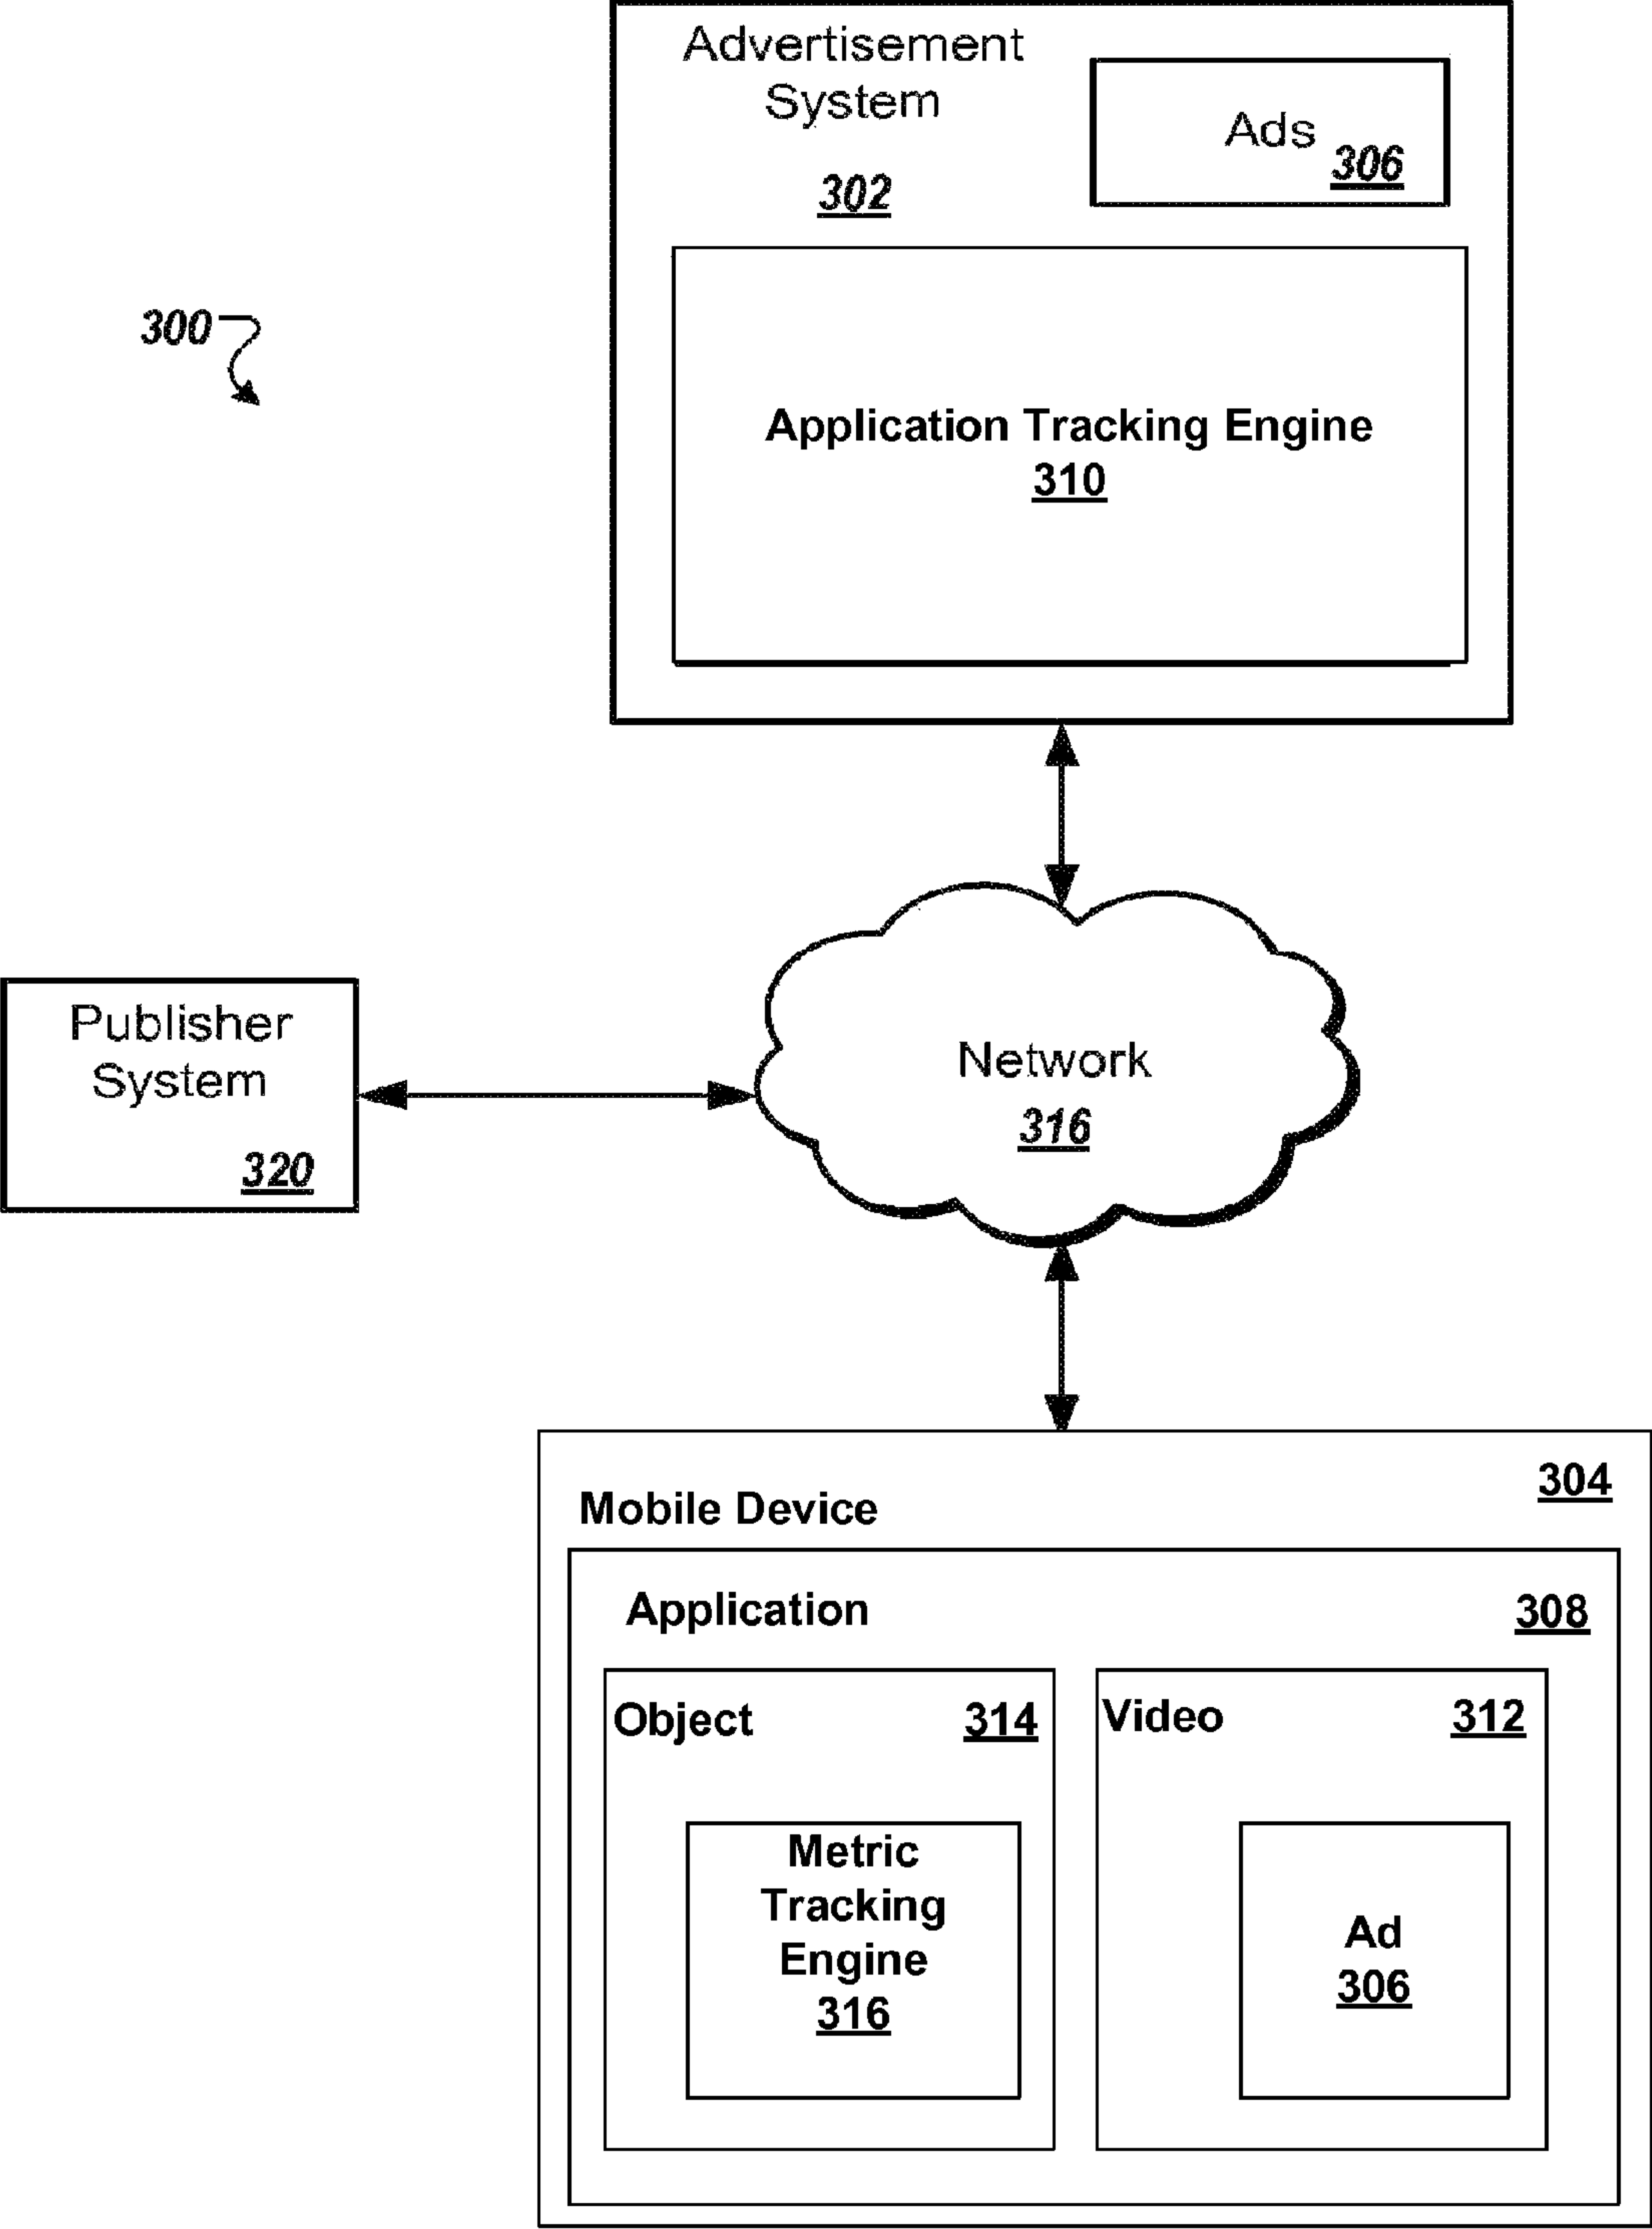 Advertisement
System
302
Ads
306
300
Application Tracking Engine
310
Publisher
System
320
Network
316
304
Mobile Device
Application
308
Object
314
Video
312
Metric
Tracking
Engine
316
Ad
306